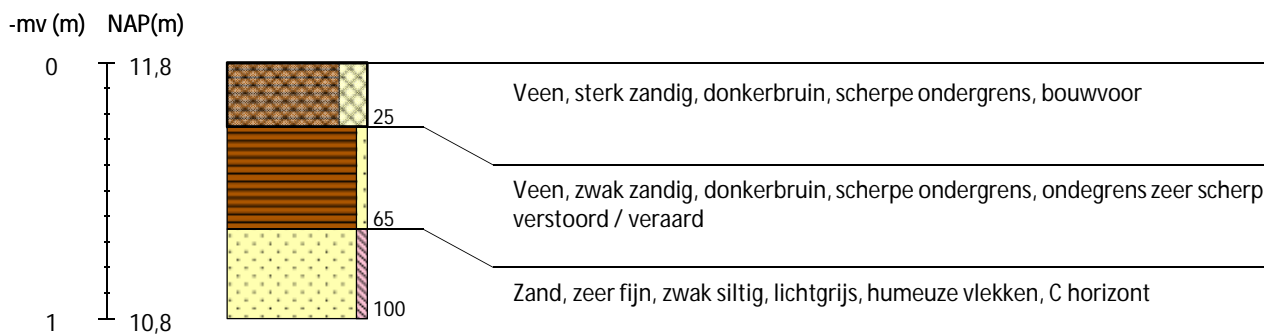 -mv (m) NAP(m)
0 11,8
Veen, sterk zandig, donkerbruin, scherpe ondergrens, bouwvoor
25
Veen, zwak zandig, donkerbruin, scherpe ondergrens, ondegrens zeer scherp
verstoord / veraard
65
Zand, zeer fijn, zwak siltig, lichtgrijs, humeuze vlekken, C horizont
100
1 10,8